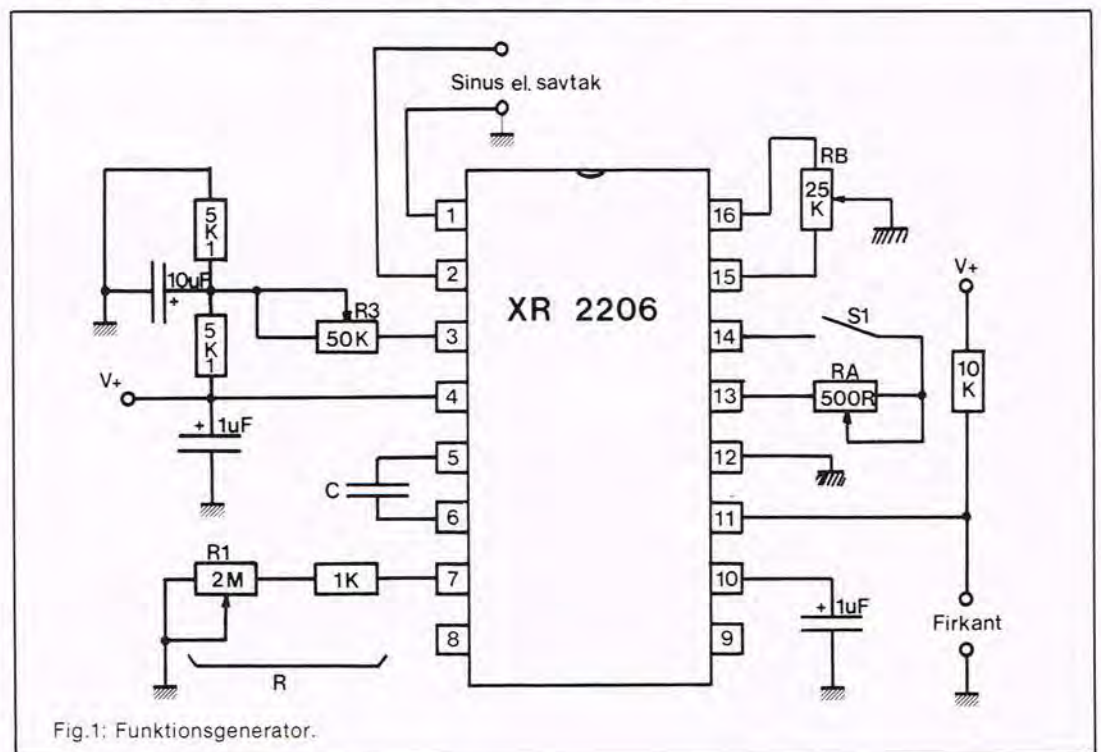 Sinus el. savtak
RB
25
K
5
K
1
1
16
10uF
+
2
15
XR 2206
V+
R3
S1
50K
3
14
5
K
1
RA
10
K
V+
500R
4
13
+ 1uF
5
12
C
6
11
R1
2M
1K
7
10
+ 1uF
Firkant
8
9
R
Fig.1: Funktionsgenerator.